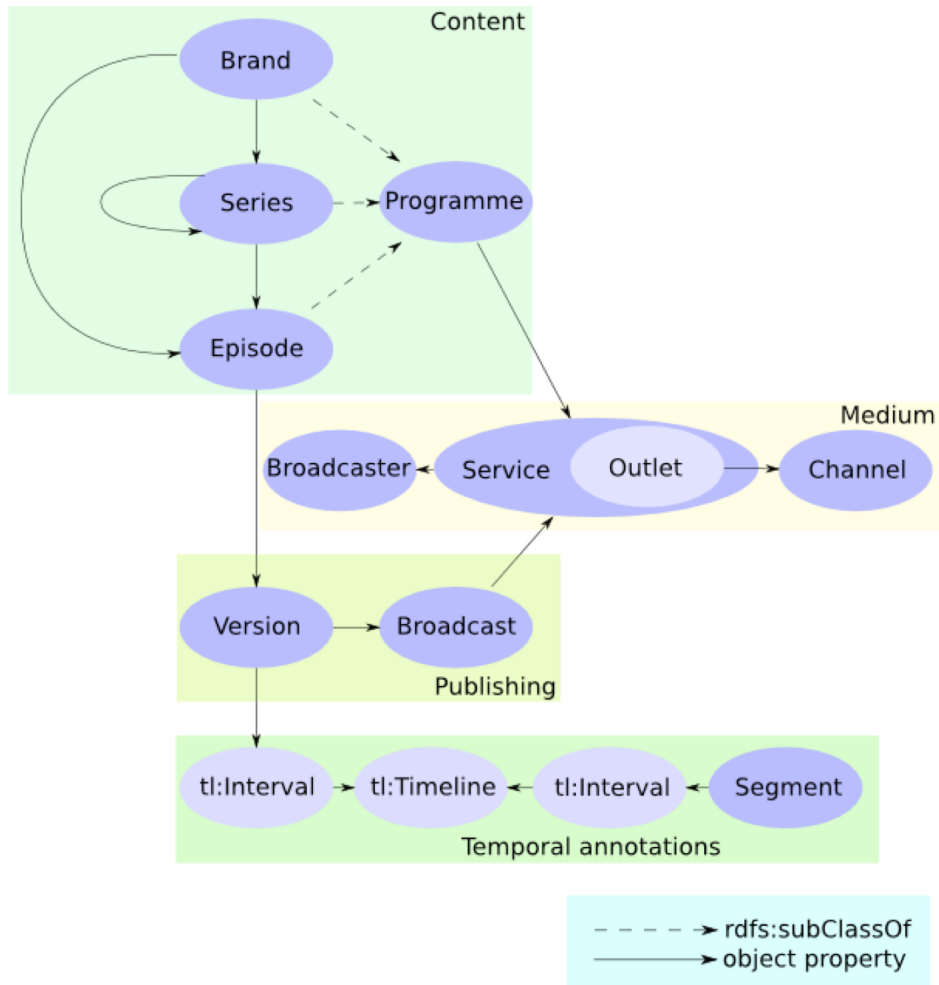 Content
Brand
Series
Programme
Episode
Medium
Broadcaster
Service
Outlet
Channel
Version
Broadcast
Publishing
tl:Interval
tl:Timeline
tl:Interval
Segment
Temporal annotations
rdfs:subClassOf
object property